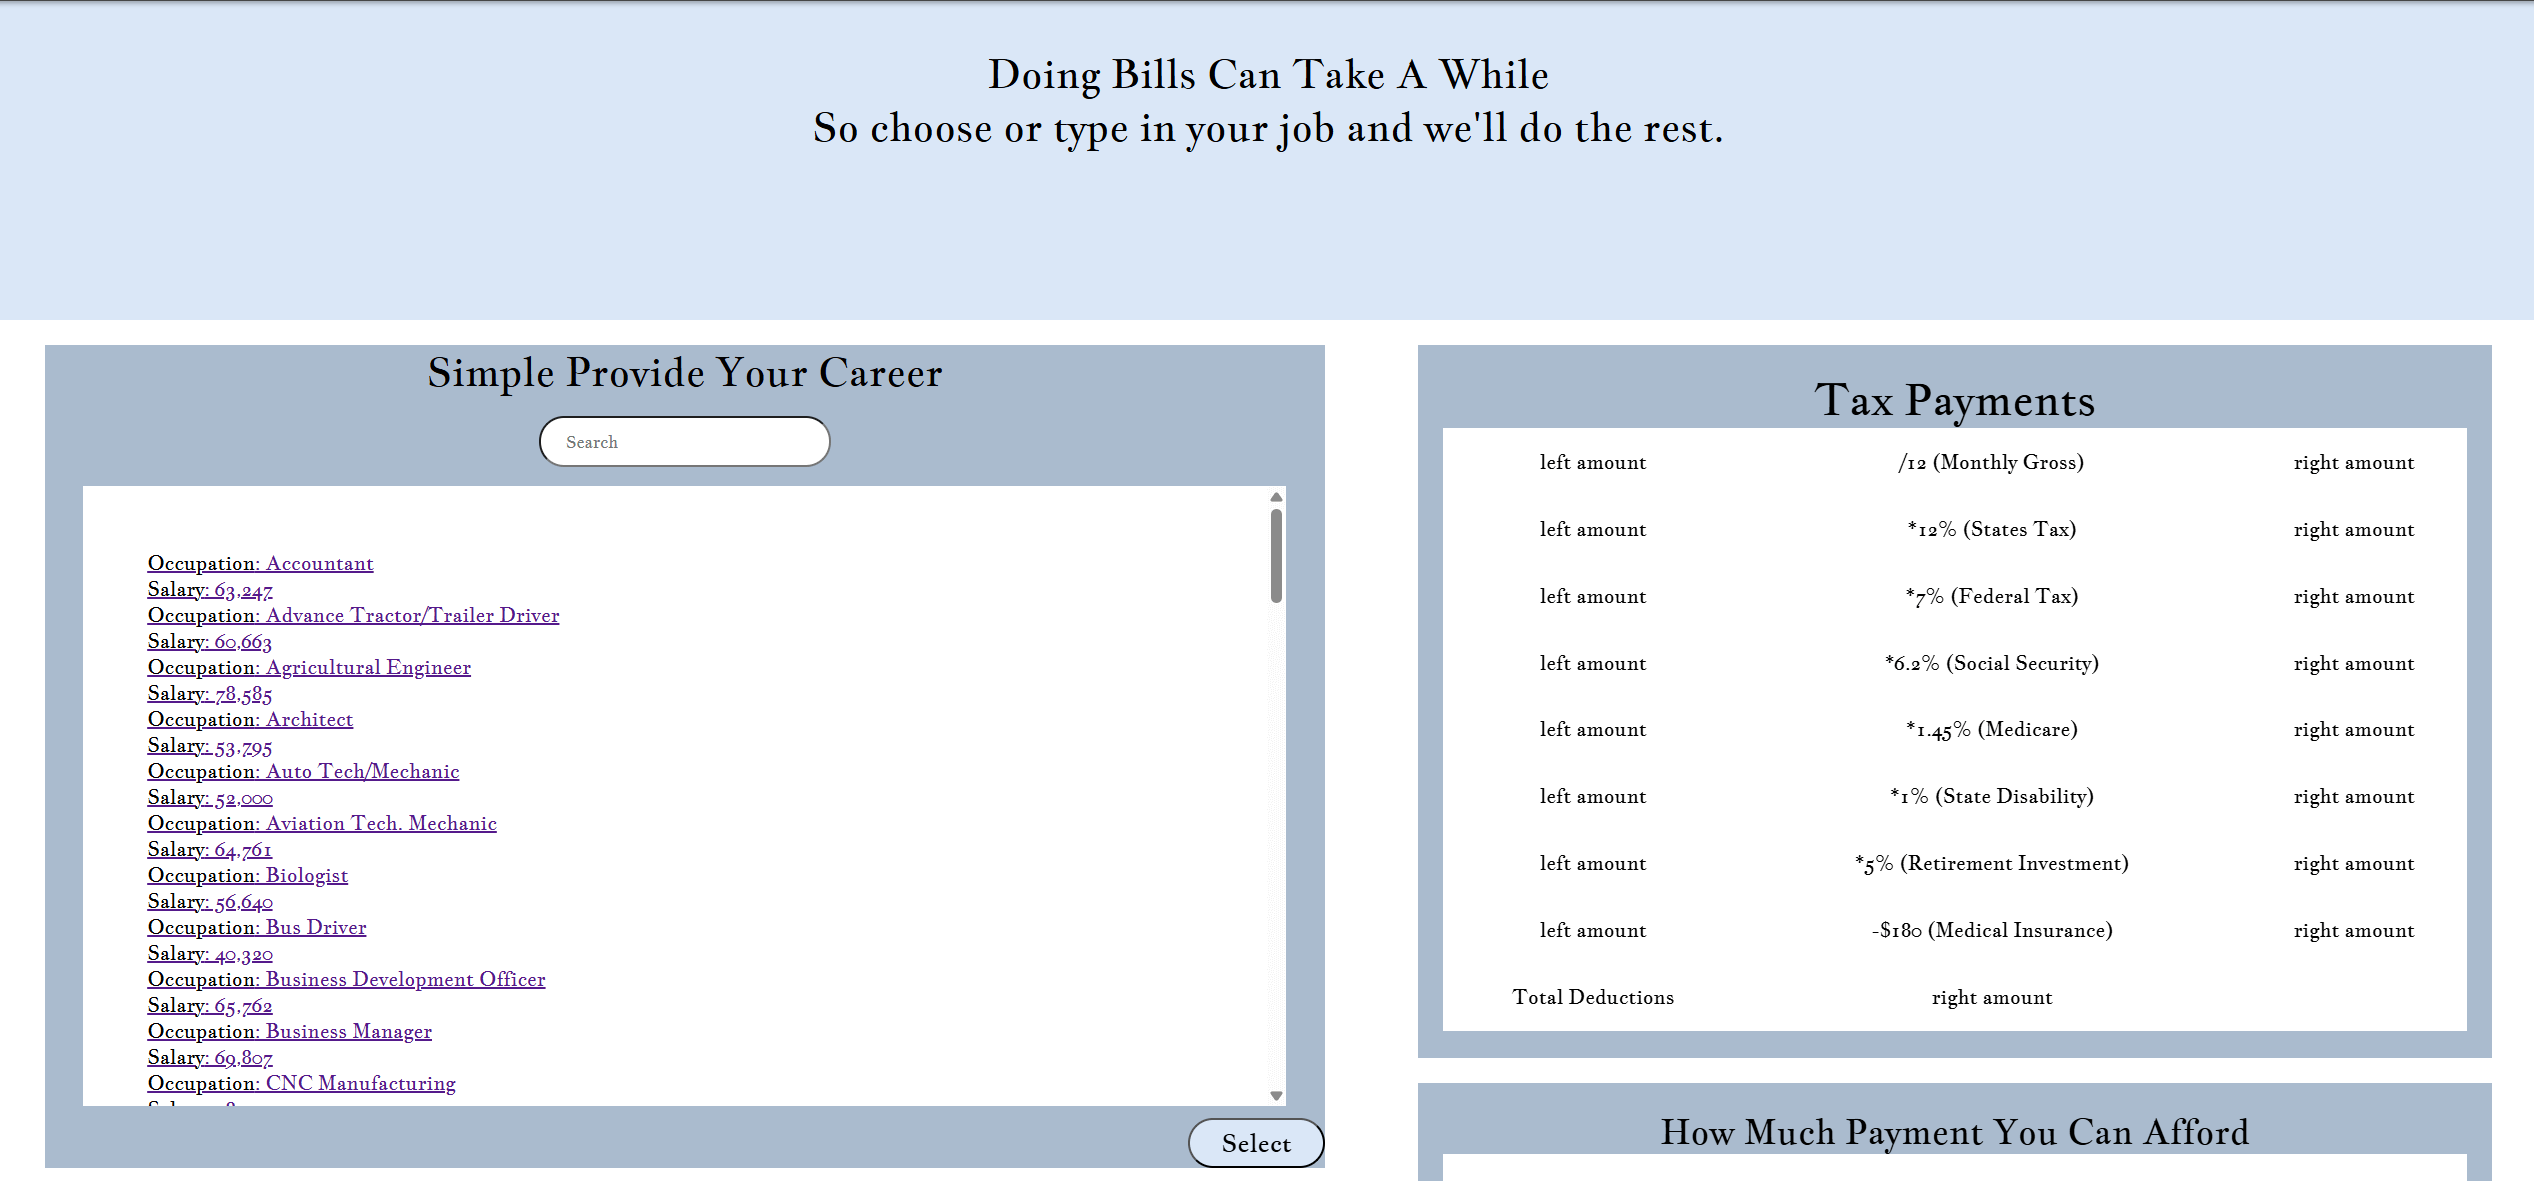 Doing Bills Can Take A While
So choose or type in your job and we'll do the rest.
Simple Provide Your Career
Search
Occupation: Accountant
Salary: 63,247
Occupation: Advance Tractor/Trailer Driver
Salary: 60,663
Occupation: Agricultural Engineer
Salary: 78,585
Occupation: Architect
Salary: 53,795
Occupation: Auto Tech/Mechanic
Salary: 52,000
Occupation: Aviation Tech. Mechanic
Salary: 64,761
Occupation: Biologist
Salary: 56,640
Occupation: Bus Driver
Salary: 40,320
Occupation: Business Development Officer
Salary: 65,762
Occupation: Business Manager
Salary: 69,807
Occupation: CNC Manufacturing
Select
Tax Payments
left amount /12 (Monthly Gross) right amount
left amount *12% (States Tax) right amount
left amount *7% (Federal Tax) right amount
left amount *6.2% (Social Security) right amount
left amount *1.45% (Medicare) right amount
left amount *1% (State Disability) right amount
left amount *5% (Retirement Investment) right amount
left amount -$180 (Medical Insurance) right amount
Total Deductions right amount
How Much Payment You Can Afford